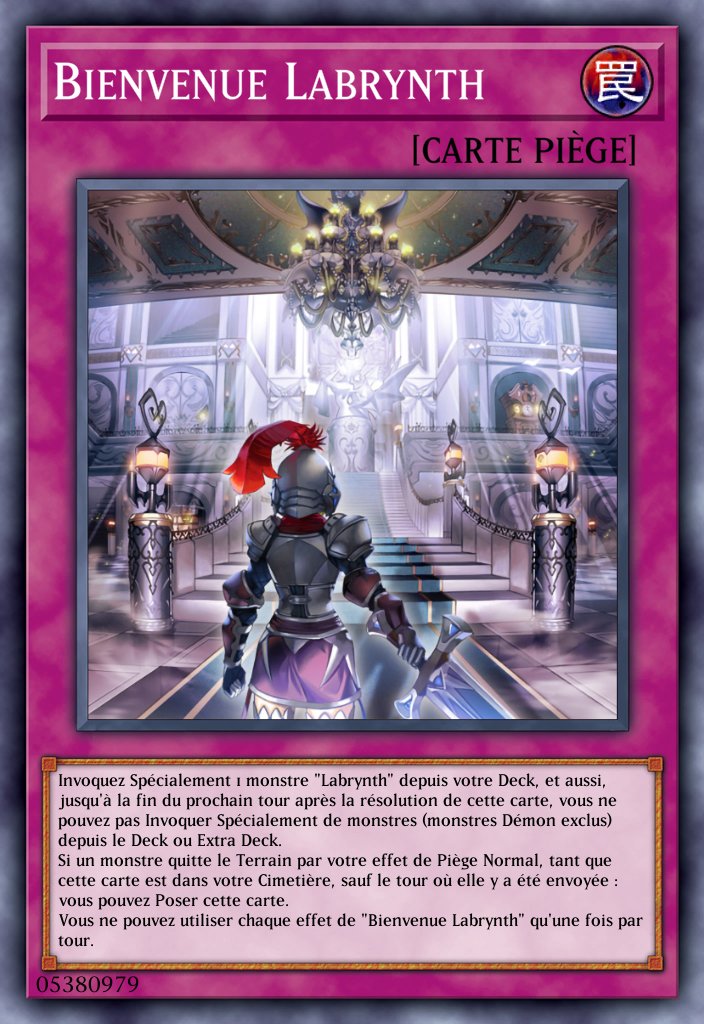 Bienvenue Labrynth
罠
[CARTE PIÈGE]
Invoquez Spécialement 1 monstre "Labrynth" depuis votre Deck, et aussi,
jusqu'à la fin du prochain tour après la résolution de cette carte, vous ne
pouvez pas Invoquer Spécialement de monstres (monstres Démon exclus)
depuis le Deck ou Extra Deck.
Si un monstre quitte le Terrain par votre effet de Piège Normal, tant que
cette carte est dans votre Cimetière, sauf le tour où elle y a été envoyée :
vous pouvez Poser cette carte.
Vous ne pouvez utiliser chaque effet de "Bienvenue Labrynth" qu'une fois par
tour.
05380979